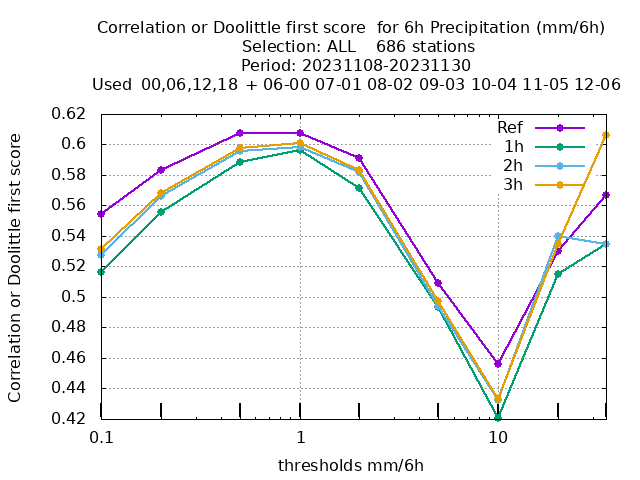 Correlation or Doolittle first score  for 6h Precipitation (mm/6h)
Selection: ALL    686 stations
Period: 20231108-20231130
Used  00,06,12,18  + 06-00 07-01 08-02 09-03 10-04 11-05 12-06
Correlation or Doolittle first score
0.62
0.6
0.58
0.56
0.54
0.52
0.5
0.48
0.46
0.44
0.42
Ref
1h
2h
3h
0.1
1
10
thresholds mm/6h